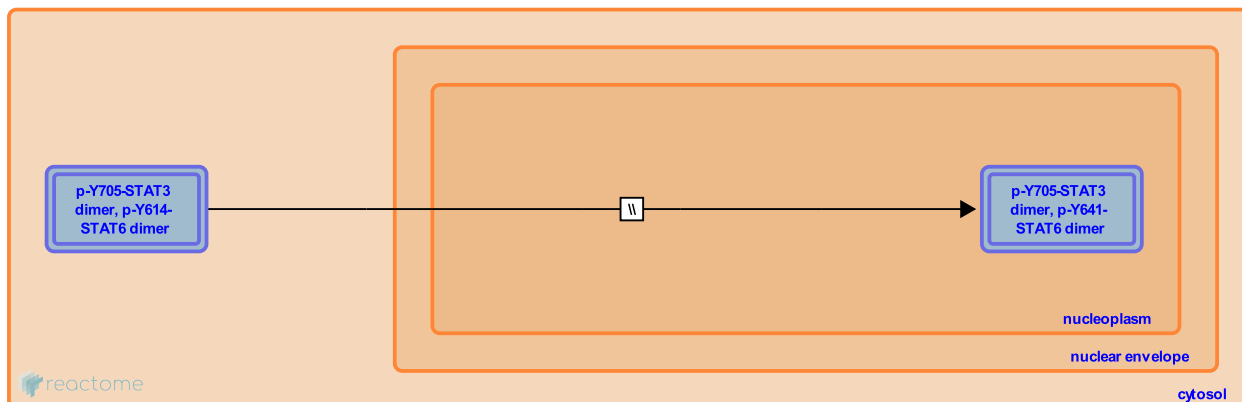 p-Y705-STAT3
dimer, p-Y614-
STAT6 dimer
\\
p-Y705-STAT3
dimer, p-Y641-
STAT6 dimer
nucleoplasm
nuclear envelope
reactome
cytosol